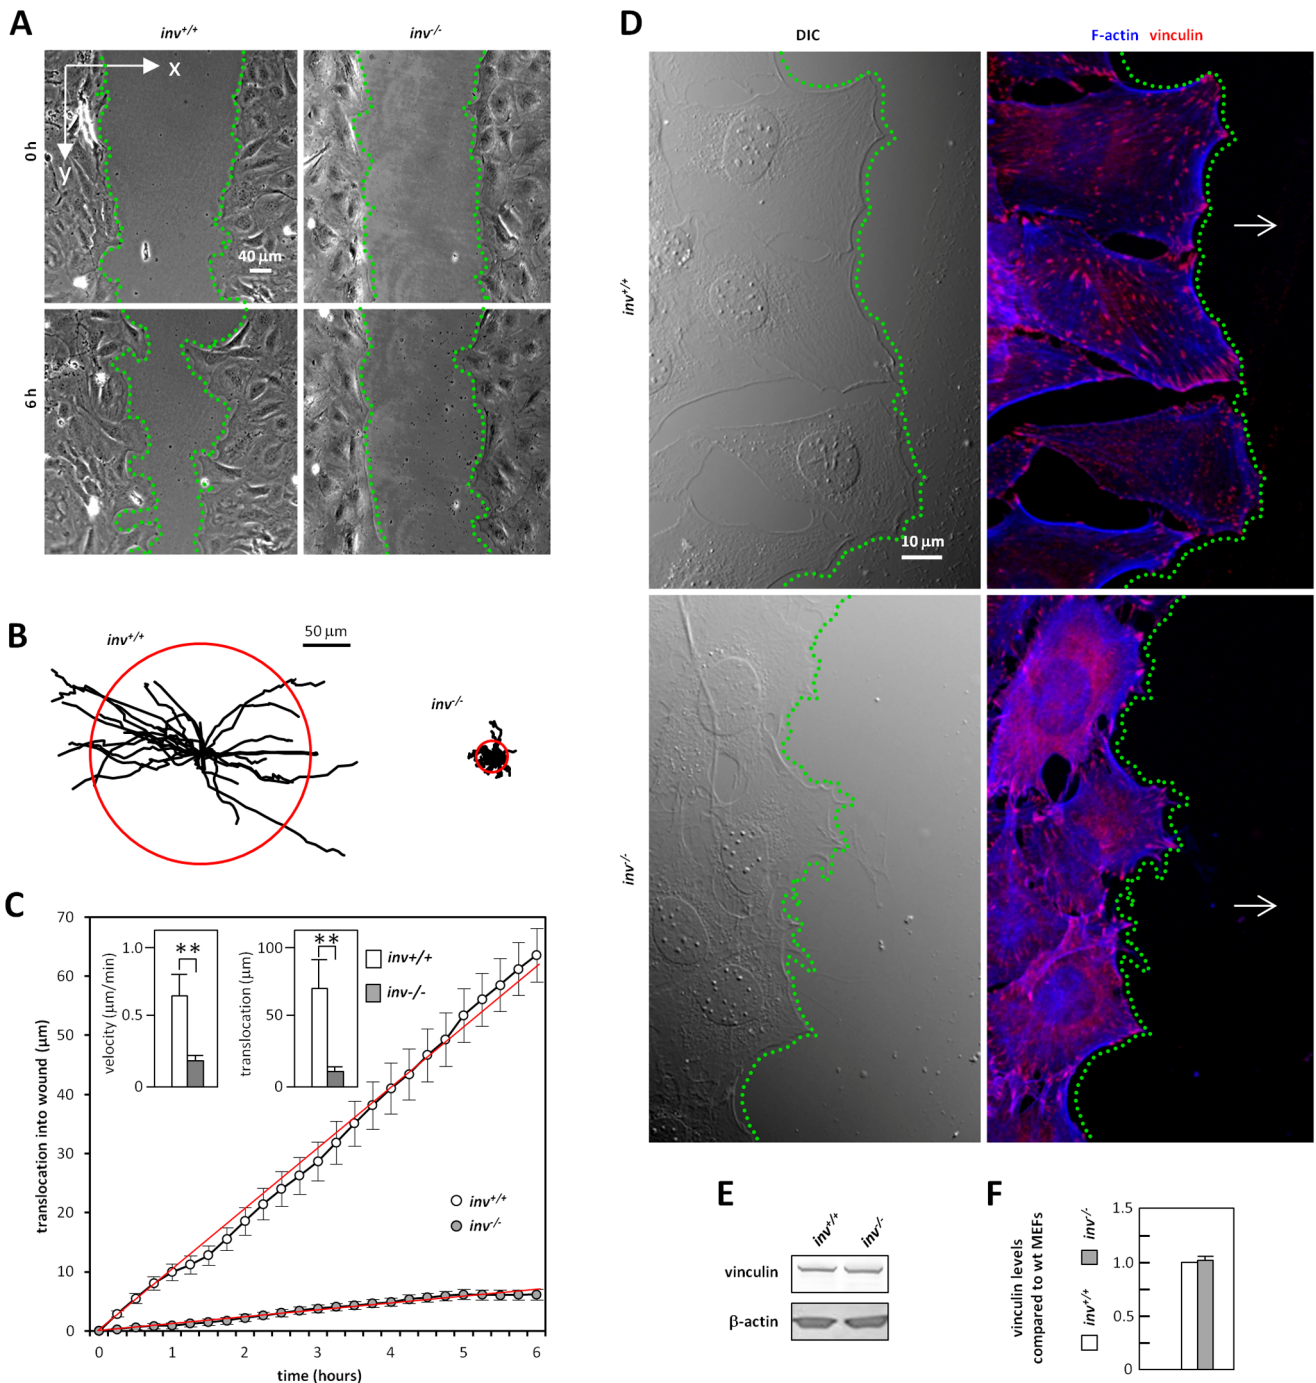 A
inv+/+
inv-/-
0 h
x
y
40 μm
6 h
B
inv+/+
50 μm
inv-/-
C
70
60
50
40
30
20
10
0
translocation into wound (μm)
1.0
0.5
0
velocity (μm/min)
**
100
50
0
translocation (μm)
**
inv+/+
inv-/-
inv+/+
inv-/-
0 1 2 3 4 5 6
time (hours)
D
DIC
F-actin vinculin
inv+/+
10 μm
inv-/-
E
inv+/+ inv-/-
vinculin
β-actin
F
vinculin levels
compared to wt MEFs
inv+/+
inv-/-
1.5
1.0
0.5
0